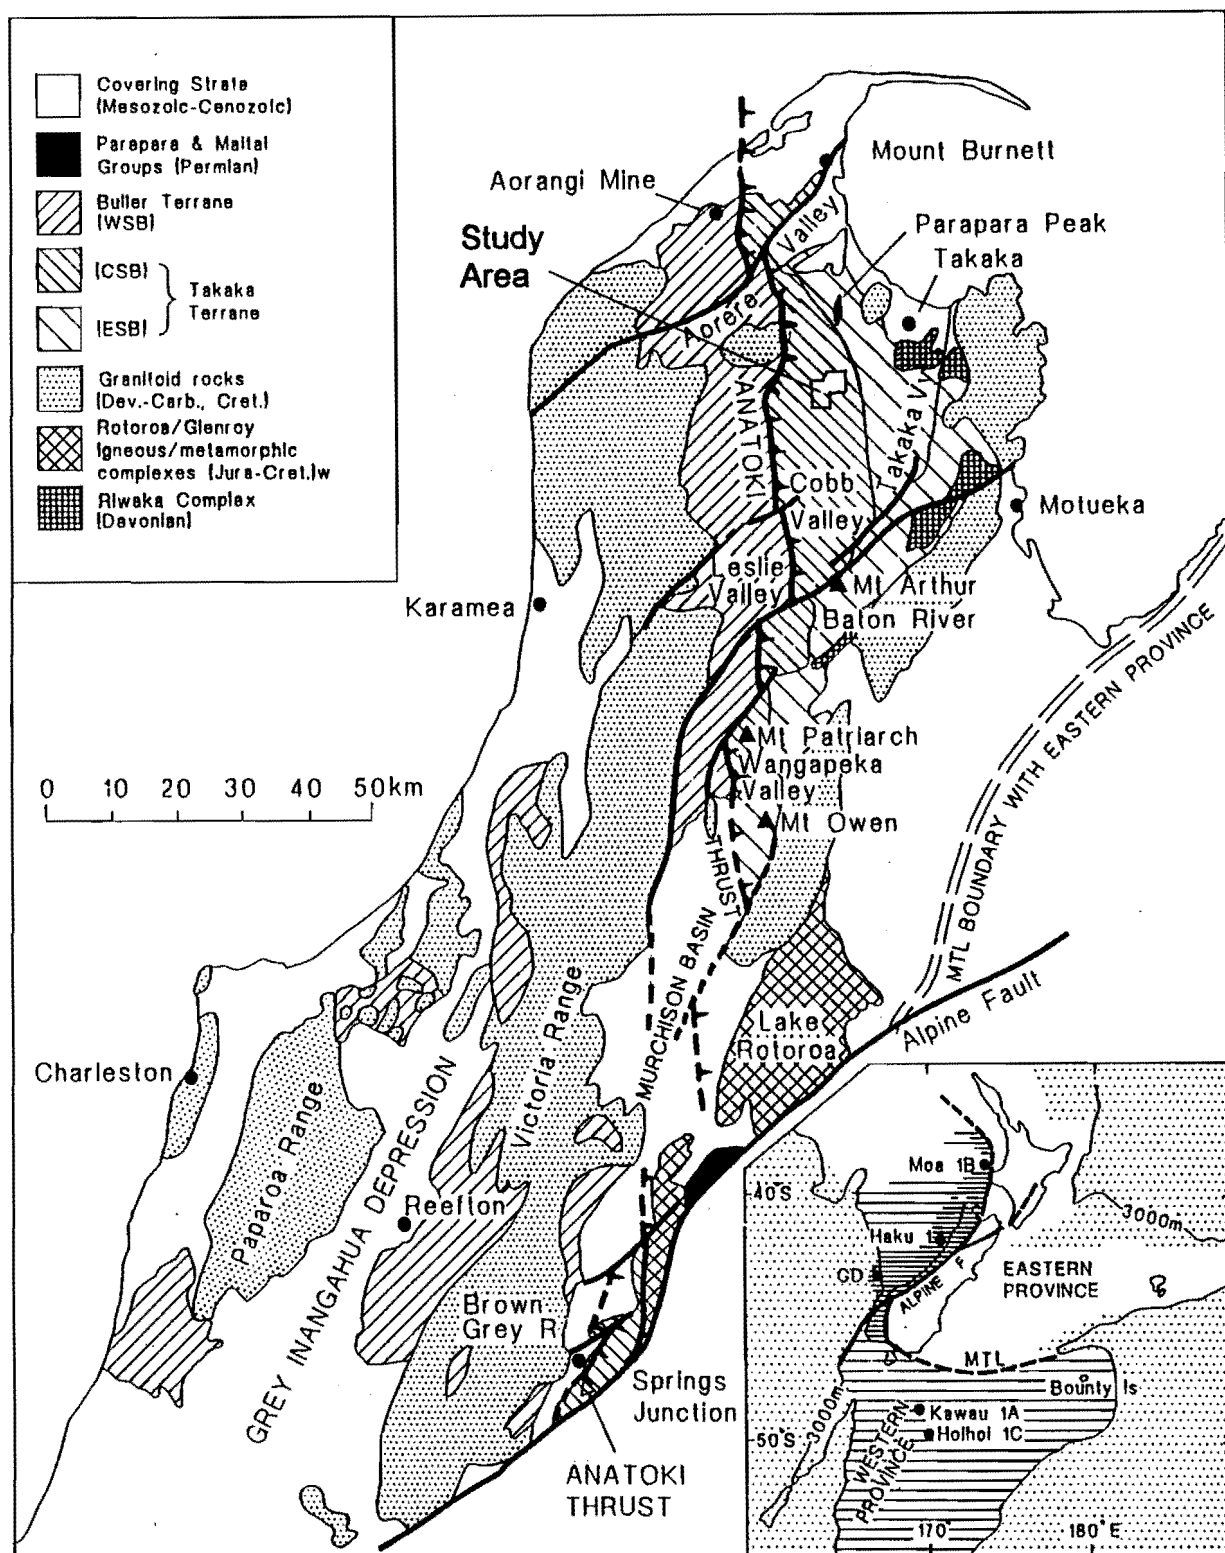 Covering Strata
(Mesozoic-Cenozoic)
Parapara & Maitai
Groups (Permian)
Buller Terrane
(WSB)
(CSB)
(ESB)
Takaka
Terrane
Granitoid rocks
(Dev.-Carb., Cret.)
Rotoroa/Glenroy
Igneous/metamorphic
complexes (Jura-Cret.)w
Riwaka Complex
(Devonian)
Mount Burnett
Aorangi Mine
Study
Area
Valley
Aorere
Parapara Peak
Takaka
ANATOKI
Takaka V.
Cobb
Valley
Motueka
Leslie
Valley
Karamea
Mt Arthur
Baton River
Mt Patriarch
Wangapeka
Valley
Mt Owen
THRUST
0 10 20 30 40 50km
MTL BOUNDARY WITH EASTERN PROVINCE
MURCHISON BASIN
Lake
Rotoroa
Alpine Fault
Charleston
Paparoa Range
Victoria Range
GREY INANGAHUA DEPRESSION
Reefton
Brown
Grey R
Springs
Junction
ANATOKI
THRUST
Moa 1B
40°S
3000m
Haku 1
CD
ALPINE F
EASTERN
PROVINCE
MTL
Bounty Is
Kawau 1A
Hoihoi 1C
50°S
3000m
WESTERN
PROVINCE
170°
180°E